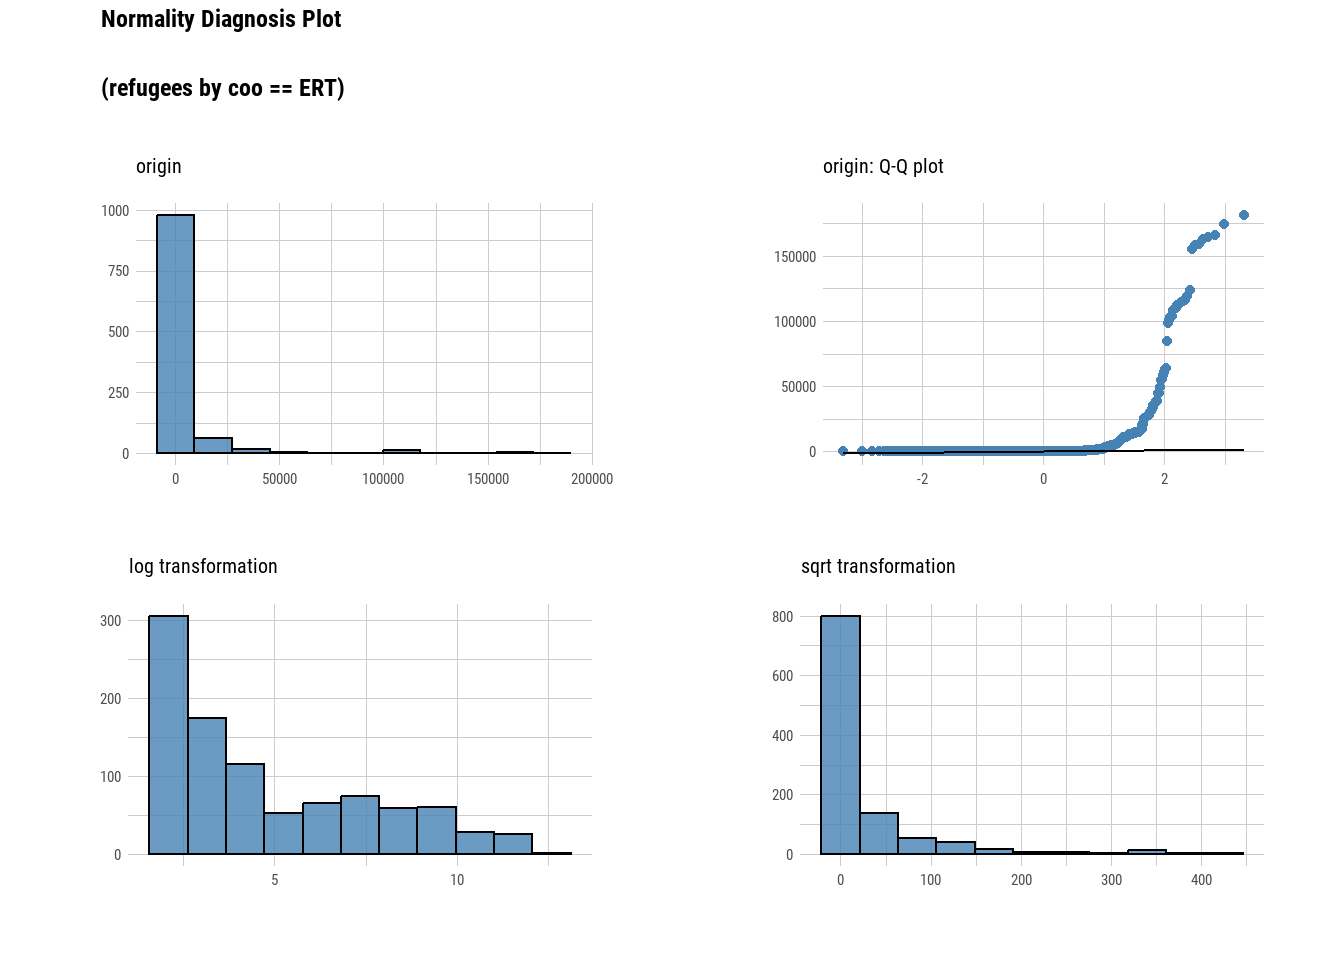 Normality Diagnosis Plot
(refugees by coo == ERT)
origin
1000
750
500
250
0
0 50000 100000 150000 200000
origin: Q-Q plot
150000
100000
50000
0
-2 0 2
log transformation
300
200
100
0
5 10
sqrt transformation
800
600
400
200
0
0 100 200 300 400